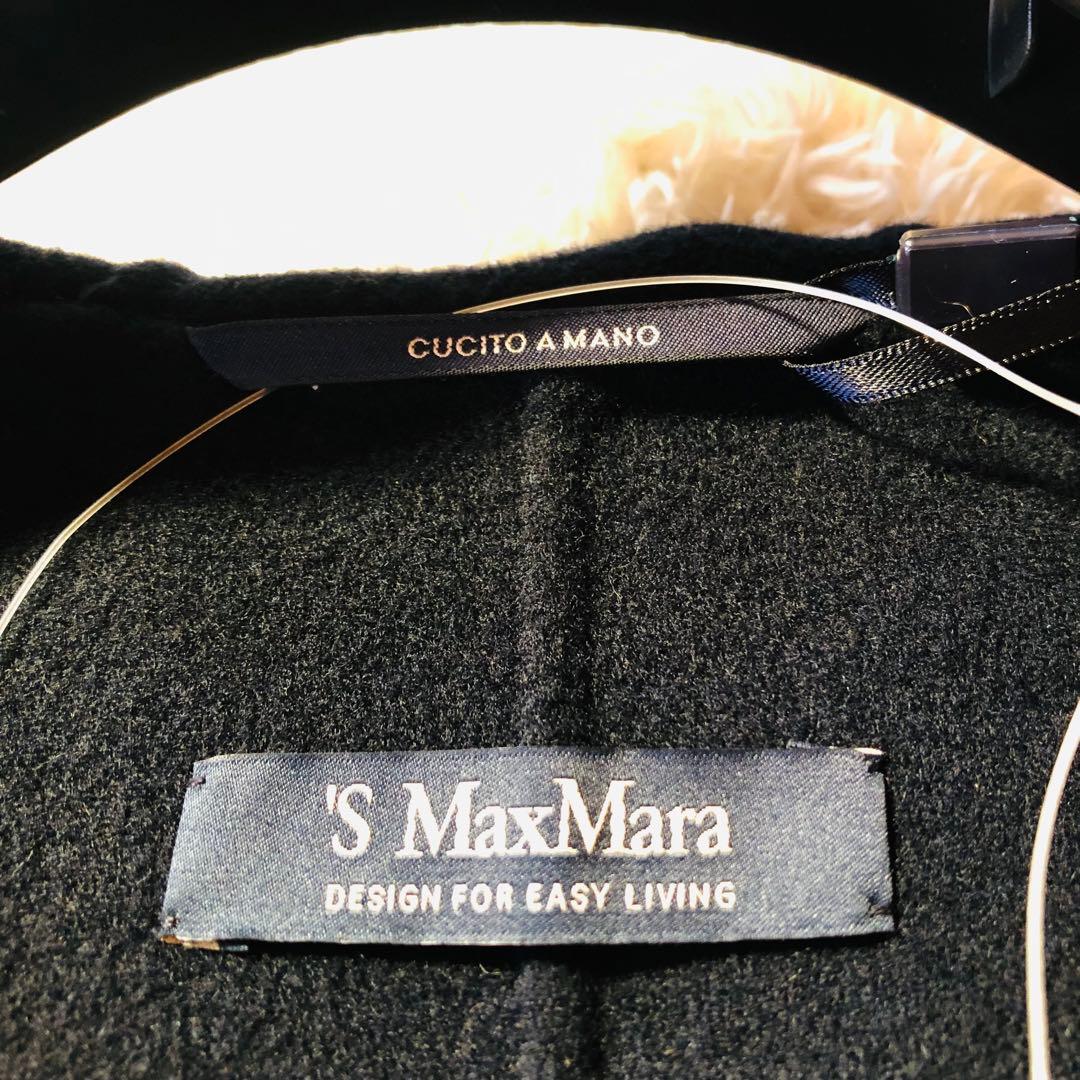 CUCITO A MANO
'S MaxMara
DESIGN FOR EASY LIVING